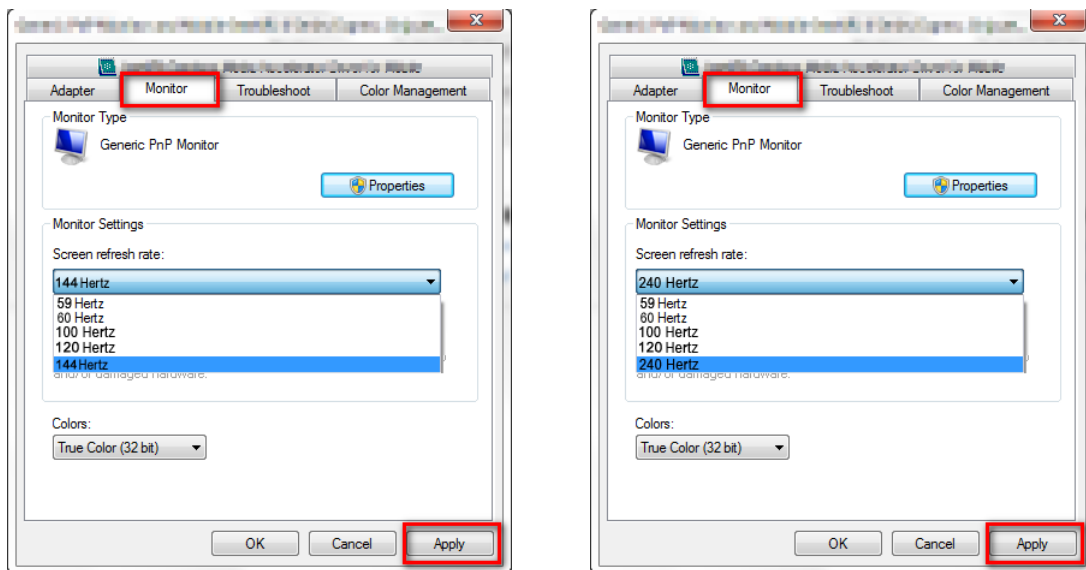 Adapter Monitor Troubleshoot Color Management
Monitor Type
Generic PnP Monitor
Properties
Monitor Settings
Screen refresh rate:
144 Hertz
59 Hertz
60 Hertz
100 Hertz
120 Hertz
144 Hertz
and/or damaged hardware.
Colors:
True Color (32 bit)
OK Cancel Apply
Adapter Monitor Troubleshoot Color Management
Monitor Type
Generic PnP Monitor
Properties
Monitor Settings
Screen refresh rate:
240 Hertz
59 Hertz
60 Hertz
100 Hertz
120 Hertz
240 Hertz
and/or damaged hardware.
Colors:
True Color (32 bit)
OK Cancel Apply